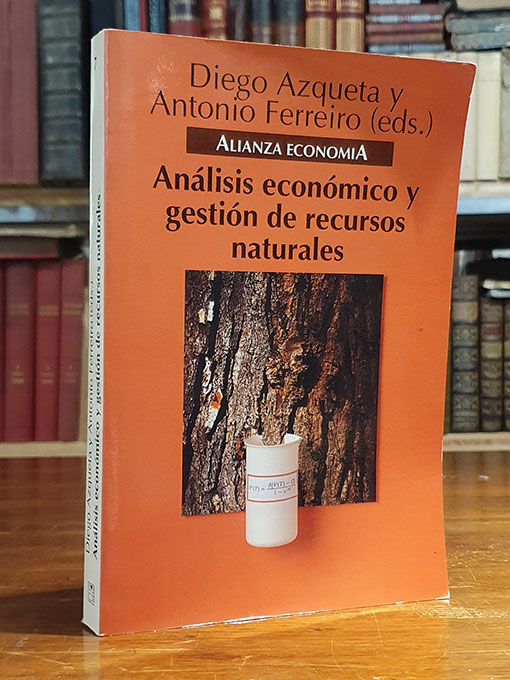 Diego Azqueta y
Antonio Ferreiro (eds.)
ALIANZA ECONOMIA
Análisis económico y
gestión de recursos
naturales
Diego Azqueta y Antonio Ferreiro (eds.)
Análisis económico y gestión de recursos naturales